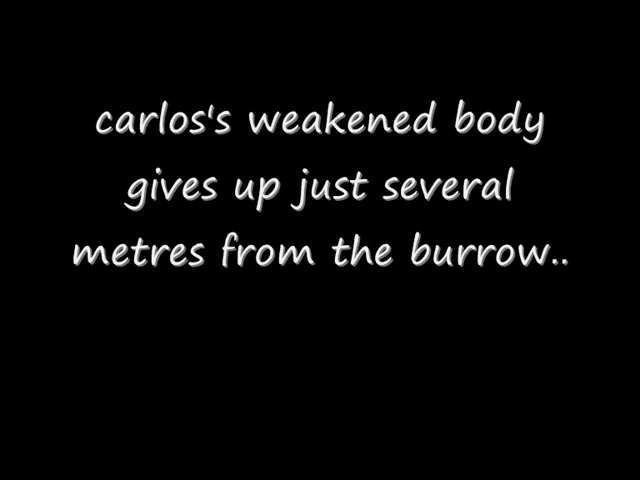 carlos's weakened body
gives up just several
metres from the burrow..